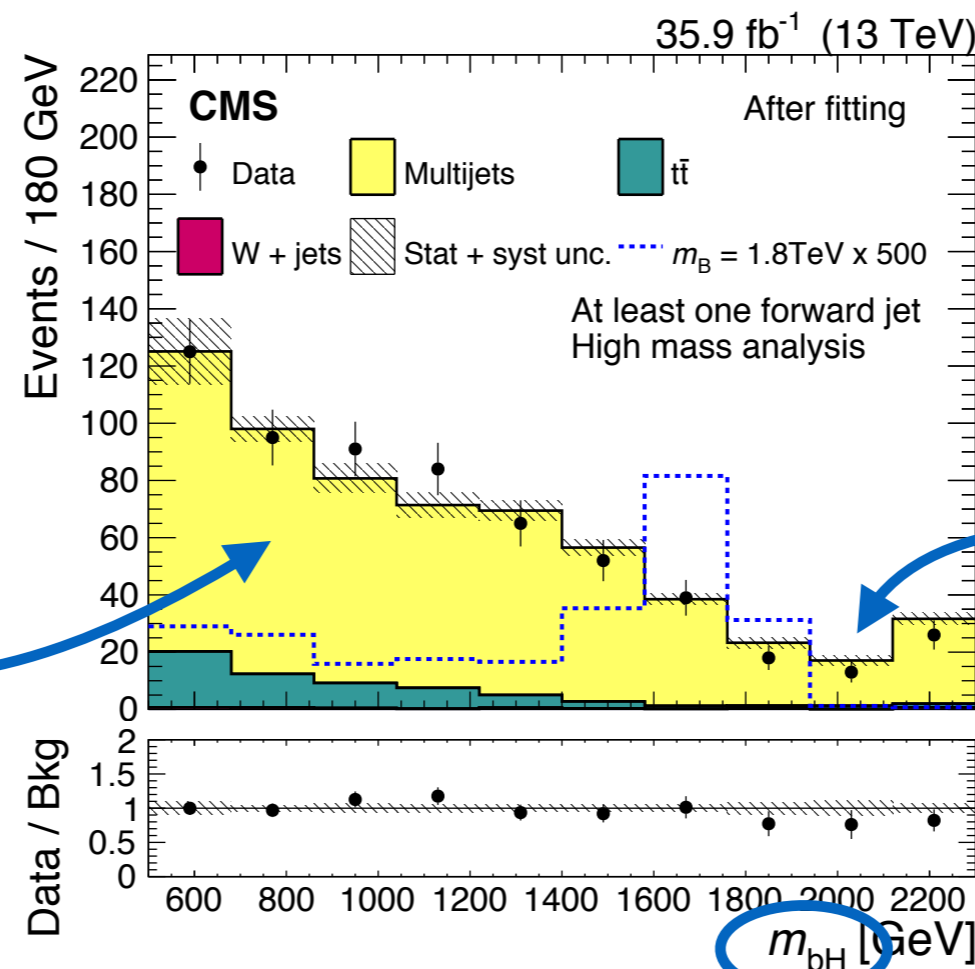 35.9 fb⁻¹ (13 TeV)
CMS
After fitting
Data
Multijets
tt̄
W + jets
Stat + syst unc.
m_B = 1.8TeV x 500
At least one forward jet
High mass analysis
Events / 180 GeV
220
200
180
160
140
120
100
80
60
40
20
0
Data / Bkg
2
1.5
1
0.5
0
600 800 1000 1200 1400 1600 1800 2000 2200
m_bH [GeV]